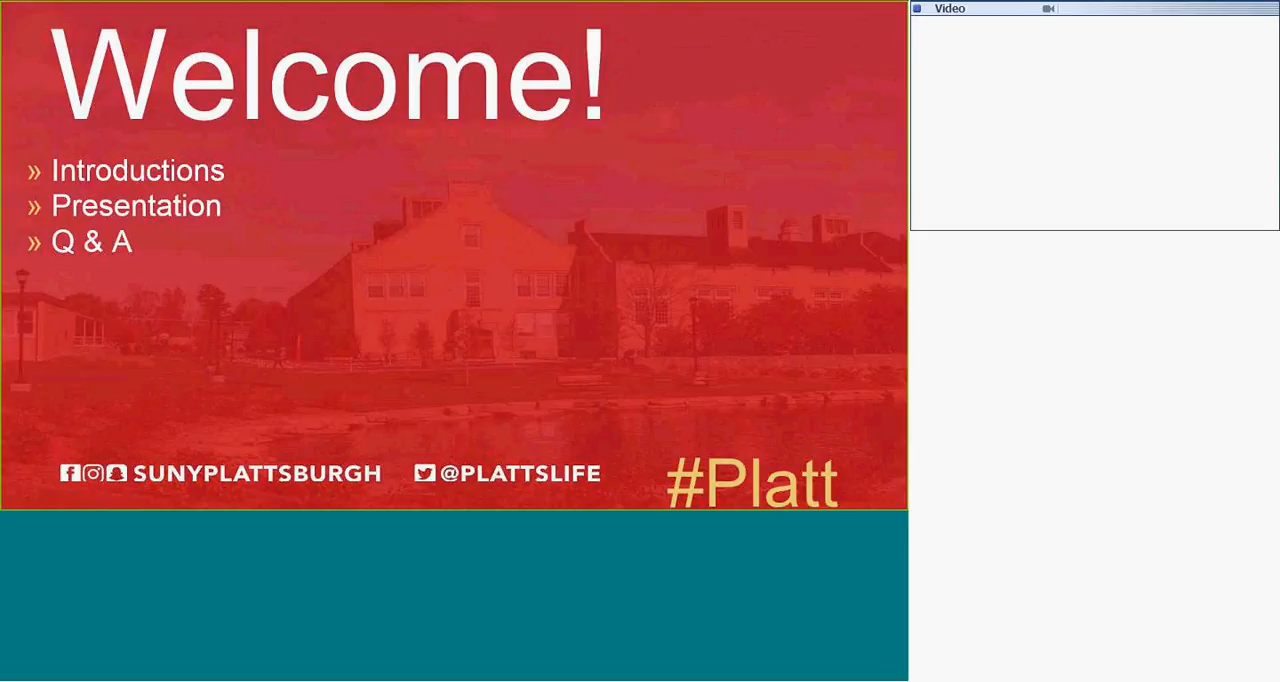 Welcome!
» Introductions
» Presentation
» Q & A
SUNYPLATTSBURGH @PLATTSLIFE
#Platt
Video